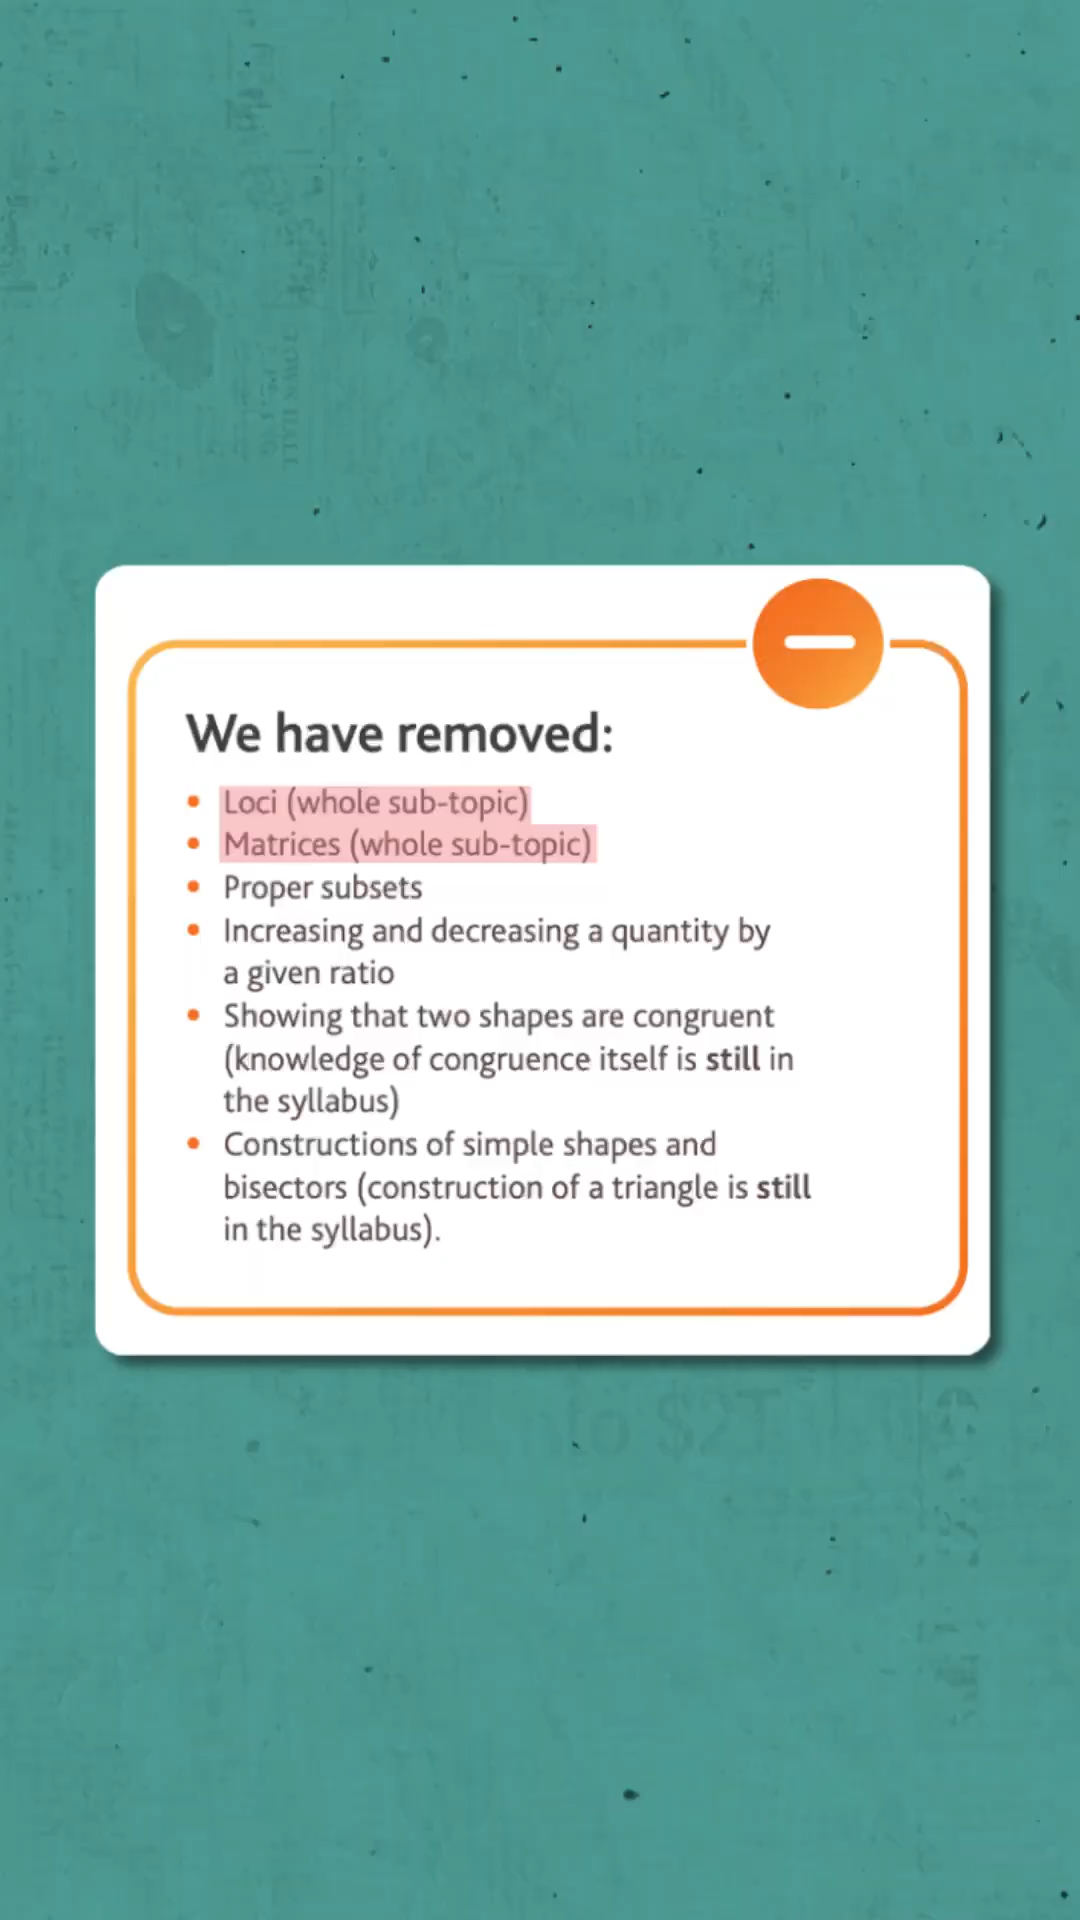 We have removed:
• Loci (whole sub-topic)
• Matrices (whole sub-topic)
• Proper subsets
• Increasing and decreasing a quantity by
a given ratio
• Showing that two shapes are congruent
(knowledge of congruence itself is still in
the syllabus)
• Constructions of simple shapes and
bisectors (construction of a triangle is still
in the syllabus).